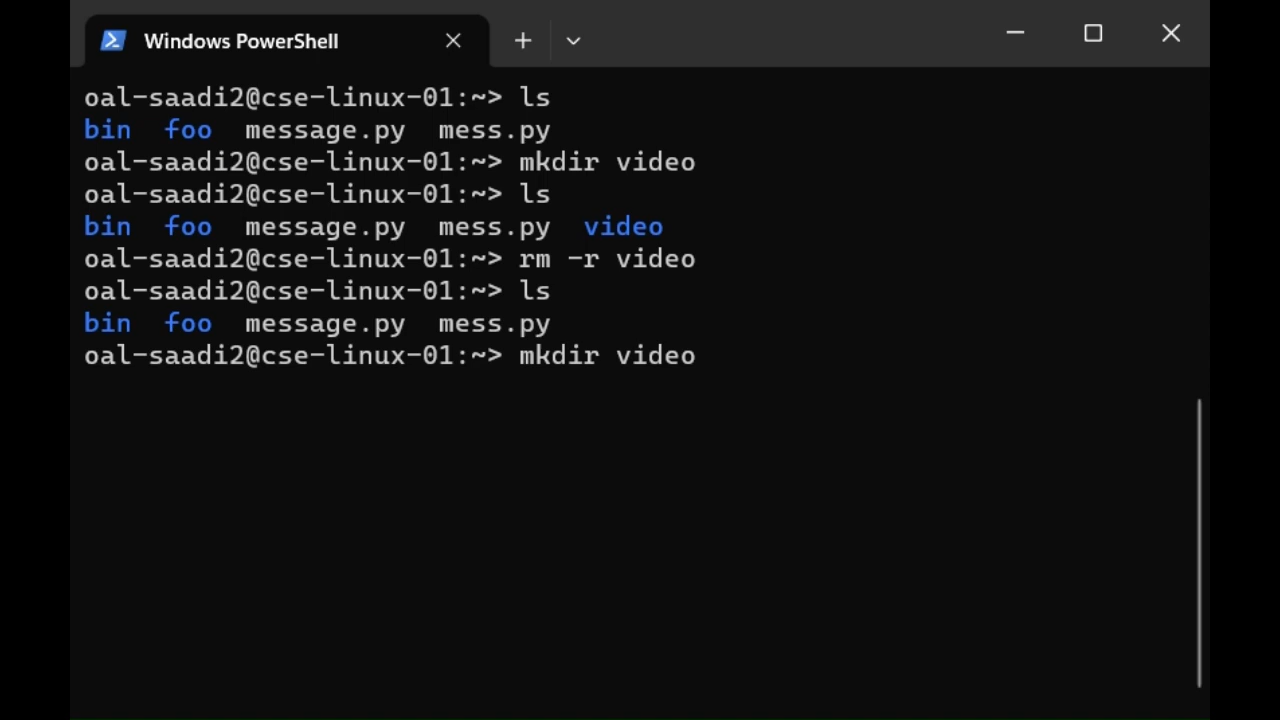 Windows PowerShell
oal-saadi2@cse-linux-01:~> ls
bin  foo  message.py  mess.py
oal-saadi2@cse-linux-01:~> mkdir video
oal-saadi2@cse-linux-01:~> ls
bin  foo  message.py  mess.py  video
oal-saadi2@cse-linux-01:~> rm -r video
oal-saadi2@cse-linux-01:~> ls
bin  foo  message.py  mess.py
oal-saadi2@cse-linux-01:~> mkdir video